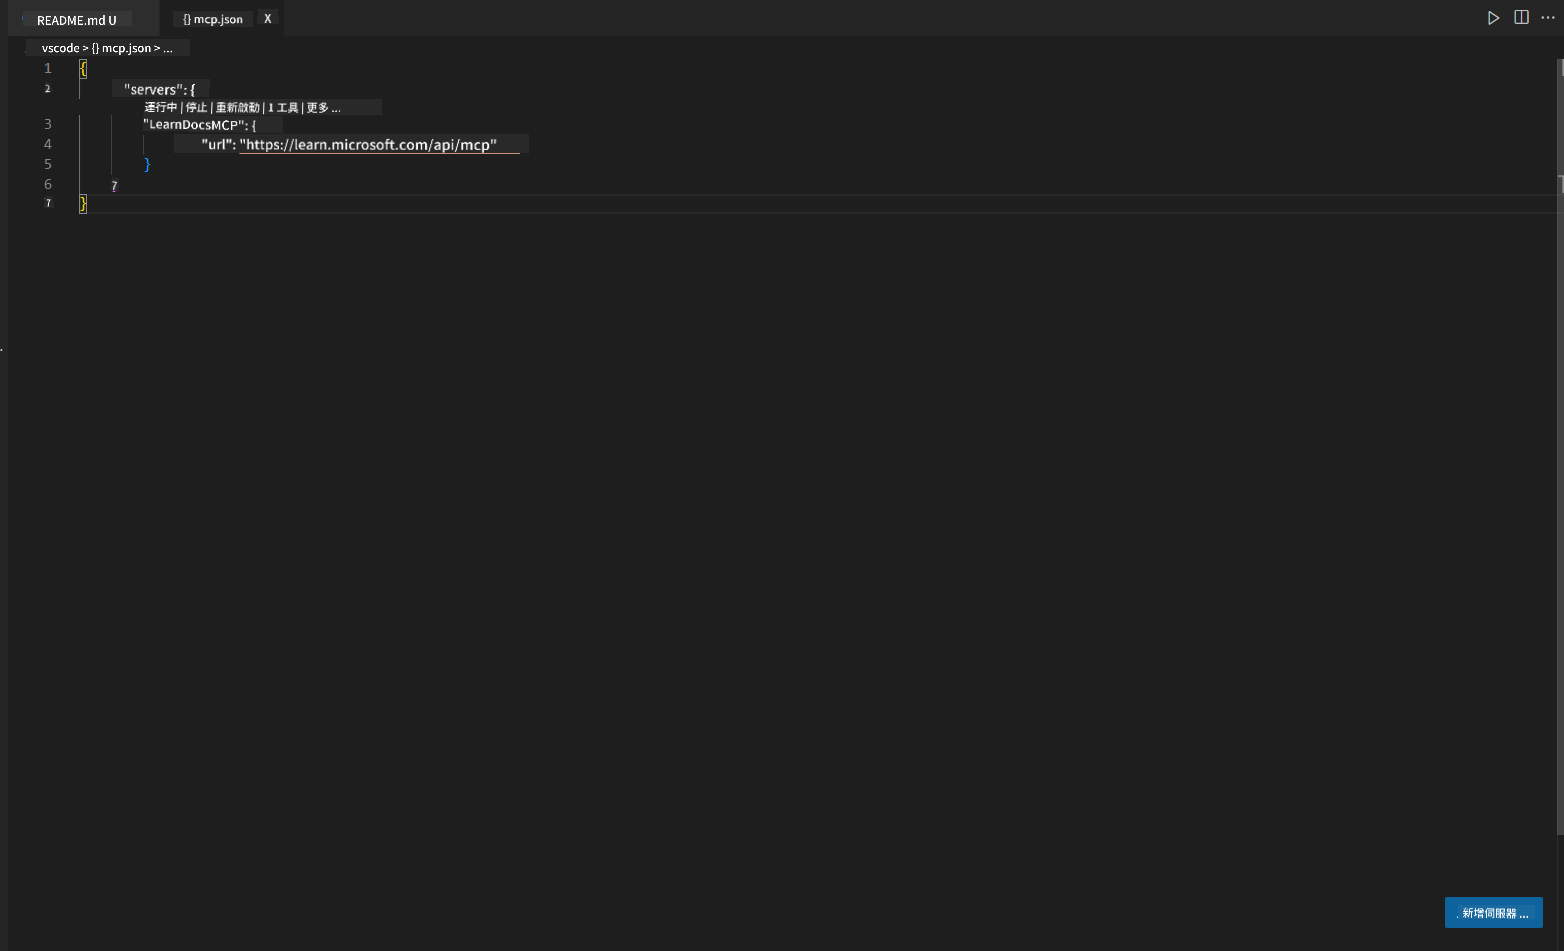 README.md U
{} mcp.json X
vscode > {} mcp.json > ...
1 {
2 "servers": {
運行中 | 停止 | 重新啟動 | 1 工具 | 更多 ...
3 "LearnDocsMCP": {
4 "url": "https://learn.microsoft.com/api/mcp"
5 }
6 7
7 }
新增伺服器 ...